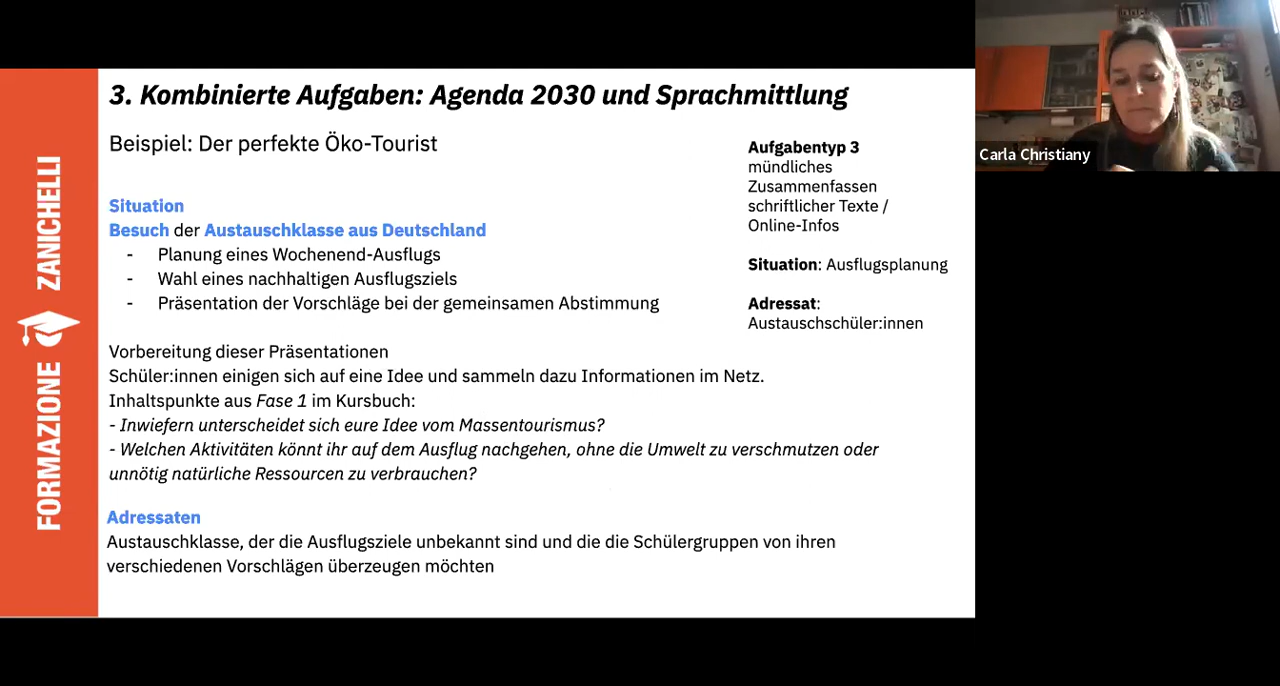 3. Kombinierte Aufgaben: Agenda 2030 und Sprachmittlung
Beispiel: Der perfekte Öko-Tourist
Situation
Besuch der Austauschklasse aus Deutschland
- Planung eines Wochenend-Ausflugs
- Wahl eines nachhaltigen Ausflugsziels
- Präsentation der Vorschläge bei der gemeinsamen Abstimmung
Vorbereitung dieser Präsentationen
Schüler:innen einigen sich auf eine Idee und sammeln dazu Informationen im Netz.
Inhaltspunkte aus Fase 1 im Kursbuch:
- Inwiefern unterscheidet sich eure Idee vom Massentourismus?
- Welchen Aktivitäten könnt ihr auf dem Ausflug nachgehen, ohne die Umwelt zu verschmutzen oder
unnötig natürliche Ressourcen zu verbrauchen?
Adressaten
Austauschklasse, der die Ausflugsziele unbekannt sind und die die Schülergruppen von ihren
verschiedenen Vorschlägen überzeugen möchten
Aufgabentyp 3
mündliches
Zusammenfassen
schriftlicher Texte /
Online-Infos
Situation: Ausflugsplanung
Adressat:
Austauschschüler:innen
FORMAZIONE ZANICHELLI
Carla Christiany